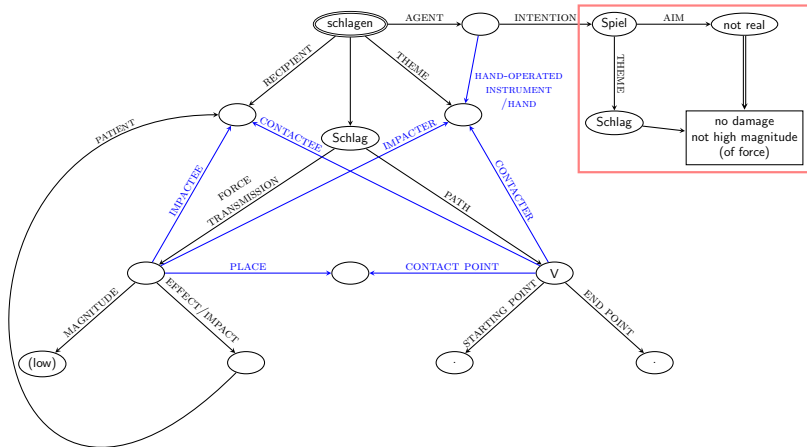 schlagen
AGENT
INTENTION
Spiel
AIM
not real
RECIPIENT
THEME
HAND-OPERATED
INSTRUMENT
/HAND
THEME
PATIENT
CONTACTEE
Schlag
IMPACTER
Schlag
no damage
not high magnitude
(of force)
IMPACTEE
FORCE
TRANSMISSION
PATH
CONTACTER
PLACE
CONTACT POINT
V
MAGNITUDE
EFFECT/IMPACT
STARTING POINT
END POINT
(low)
.
.